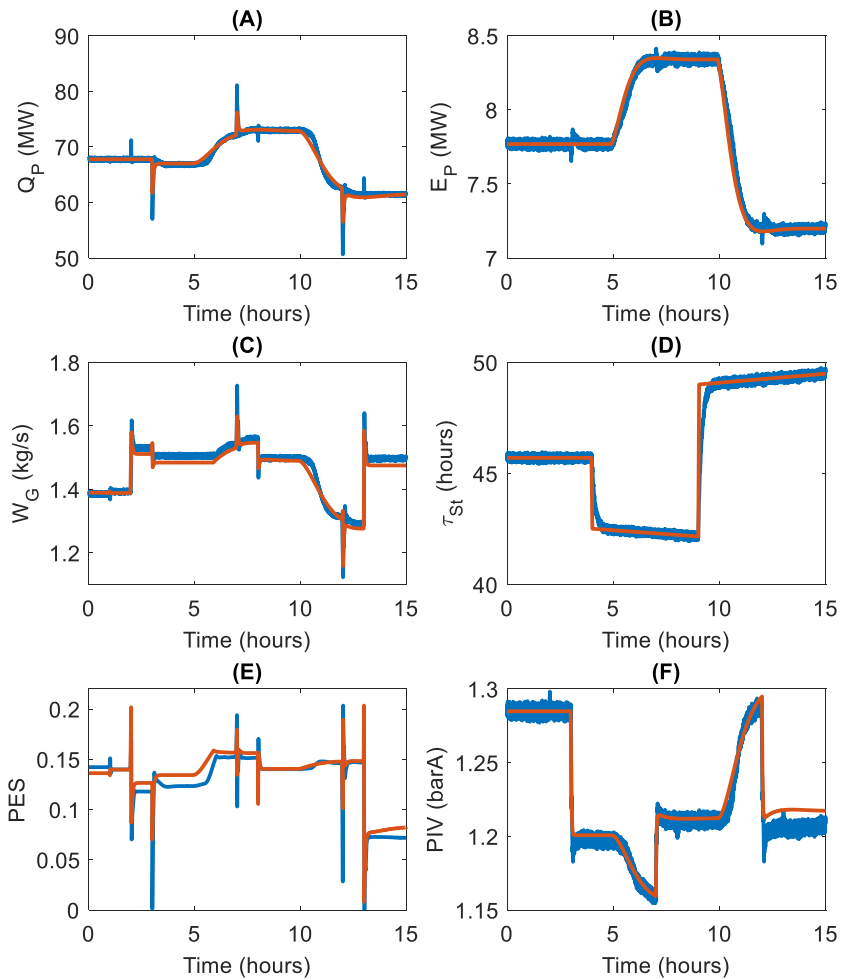 (A)
90
80
70
60
50
Q_P (MW)
0 5 10 15
Time (hours)
(B)
8.5
8
7.5
7
E_P (MW)
0 5 10 15
Time (hours)
(C)
1.8
1.6
1.4
1.2
W_G (kg/s)
0 5 10 15
Time (hours)
(D)
50
45
40
τ_St (hours)
0 5 10 15
Time (hours)
(E)
0.2
0.15
0.1
0.05
0
PES
0 5 10 15
Time (hours)
(F)
1.3
1.25
1.2
1.15
PIV (barA)
0 5 10 15
Time (hours)